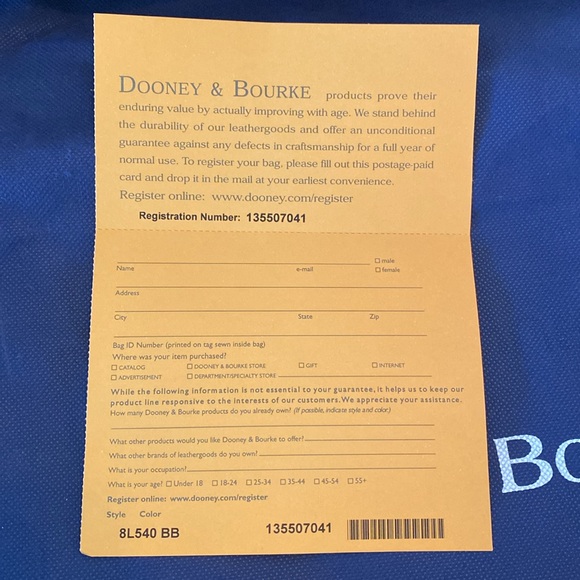 DOONEY & BOURKE products prove their
enduring value by actually improving with age. We stand behind
the durability of our leathergoods and offer an unconditional
guarantee against any defects in craftsmanship for a full year of
normal use. To register your bag, please fill out this postage-paid
card and drop it in the mail at your earliest convenience.
Register online: www.dooney.com/register
Registration Number: 135507041
☐ male
Name e-mail ☐ female
Address
City State Zip
Bag ID Number (printed on tag sewn inside bag)
Where was your item purchased?
☐ CATALOG ☐ DOONEY & BOURKE STORE ☐ GIFT ☐ INTERNET
☐ ADVERTISEMENT ☐ DEPARTMENT/SPECIALTY STORE
While the following information is not essential to your guarantee, it helps us to keep our
product line responsive to the interests of our customers. We appreciate your assistance.
How many Dooney & Bourke products do you already own? (If possible, indicate style and color)
What other products would you like Dooney & Bourke to offer?
What other brands of leathergoods do you own?
What is your occupation?
What is your age? ☐ Under 18 ☐ 18-24 ☐ 25-34 ☐ 35-44 ☐ 45-54 ☐ 55+
Register online: www.dooney.com/register
Style Color
8L540 BB 135507041
Bo